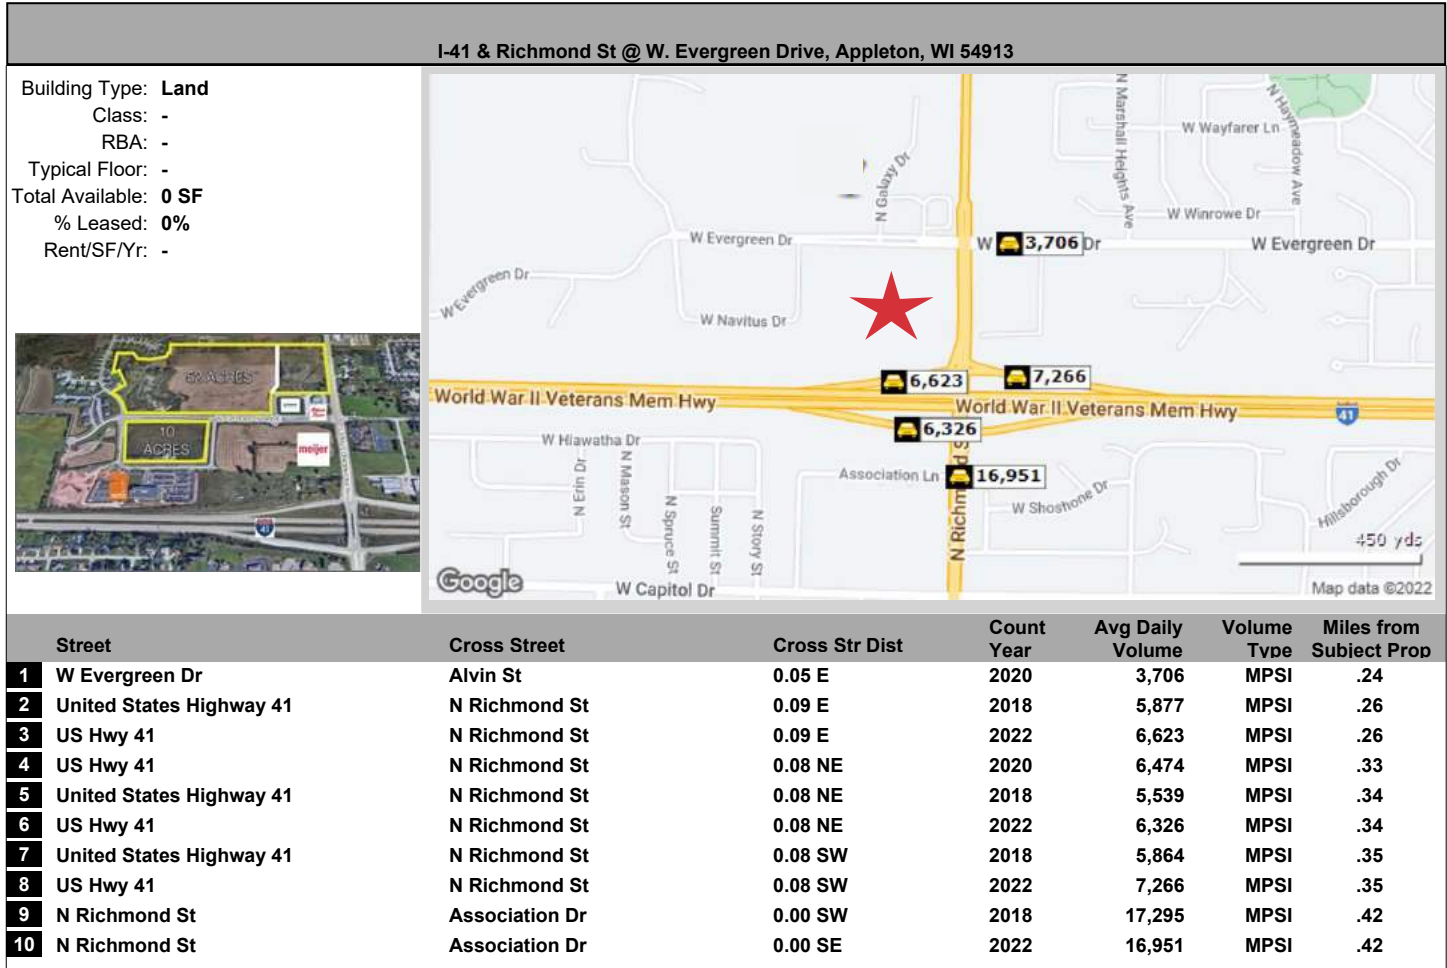 I-41 & Richmond St @ W. Evergreen Drive, Appleton, WI 54913
Building Type: Land
Class: -
RBA: -
Typical Floor: -
Total Available: 0 SF
% Leased: 0%
Rent/SF/Yr: -
52 ACRES
10
ACRES
meijer
41
N Marshall Heights Ave
N Haymeadow Ave
W Wayfarer Ln
N Galaxy Dr
W Winrowe Dr
W Evergreen Dr
W 3,706 Dr
W Evergreen Dr
W Evergreen Dr
W Navitus Dr
6,623
7,266
World War II Veterans Mem Hwy
World War II Veterans Mem Hwy
41
6,326
W Hiawatha Dr
N Erin Dr
N Mason St
N Spruce St
Summit St
N Story St
Association Ln
16,951
N Richmond S
W Shoshone Dr
Hillsborough Dr
450 yds
Google
W Capitol Dr
Map data ©2022
Street Cross Street Cross Str Dist Count Year Avg Daily Volume Volume Type Miles from Subject Prop
1 W Evergreen Dr Alvin St 0.05 E 2020 3,706 MPSI .24
2 United States Highway 41 N Richmond St 0.09 E 2018 5,877 MPSI .26
3 US Hwy 41 N Richmond St 0.09 E 2022 6,623 MPSI .26
4 US Hwy 41 N Richmond St 0.08 NE 2020 6,474 MPSI .33
5 United States Highway 41 N Richmond St 0.08 NE 2018 5,539 MPSI .34
6 US Hwy 41 N Richmond St 0.08 NE 2022 6,326 MPSI .34
7 United States Highway 41 N Richmond St 0.08 SW 2018 5,864 MPSI .35
8 US Hwy 41 N Richmond St 0.08 SW 2022 7,266 MPSI .35
9 N Richmond St Association Dr 0.00 SW 2018 17,295 MPSI .42
10 N Richmond St Association Dr 0.00 SE 2022 16,951 MPSI .42